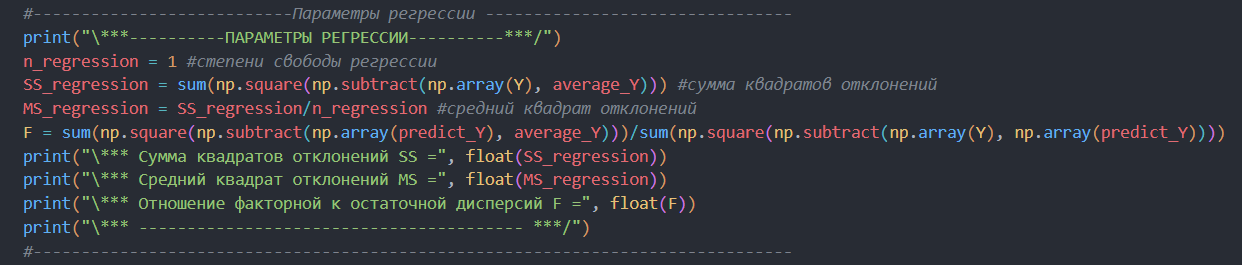 #---------------------------Параметры регрессии --------------------------------
print("\***----------ПАРАМЕТРЫ РЕГРЕССИИ----------***/")
n_regression = 1 #степени свободы регрессии
SS_regression = sum(np.square(np.subtract(np.array(Y), average_Y))) #сумма квадратов отклонений
MS_regression = SS_regression/n_regression #средний квадрат отклонений
F = sum(np.square(np.subtract(np.array(predict_Y), average_Y)))/sum(np.square(np.subtract(np.array(Y), np.array(predict_Y))))
print("\*** Сумма квадратов отклонений SS =", float(SS_regression))
print("\*** Средний квадрат отклонений MS =", float(MS_regression))
print("\*** Отношение факторной к остаточной дисперсий F =", float(F))
print("\*** ---------------------------------------- ***/")
#--------------------------------------------------------------------------------